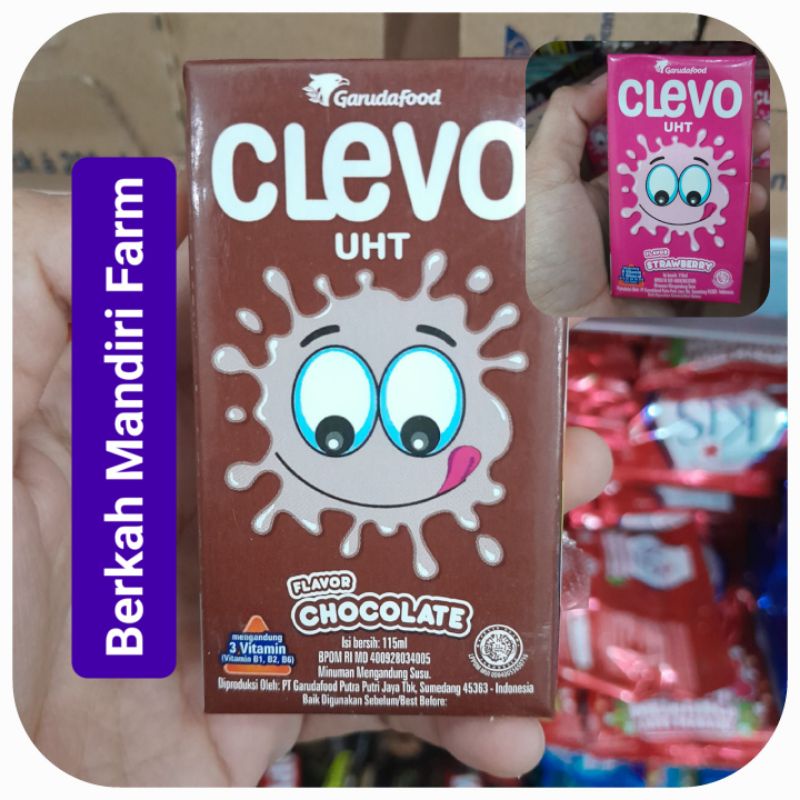 Berkah Mandiri Farm
Garudafood
CLEVO
UHT
FLAVOR
CHOCOLATE
mengandung
3 Vitamin
(Vitamin B1, B2, B6)
Isi bersih: 115ml
BPOM RI MD 400928034005
Minuman Mengandung Susu.
Diproduksi Oleh: PT Garudafood Putra Putri Jaya Tbk, Sumedang 45363 - Indonesia
Baik Digunakan Sebelum/Best Before:
Garudafood
CLEVO
UHT
FLAVOR
STRAWBERRY
KIS